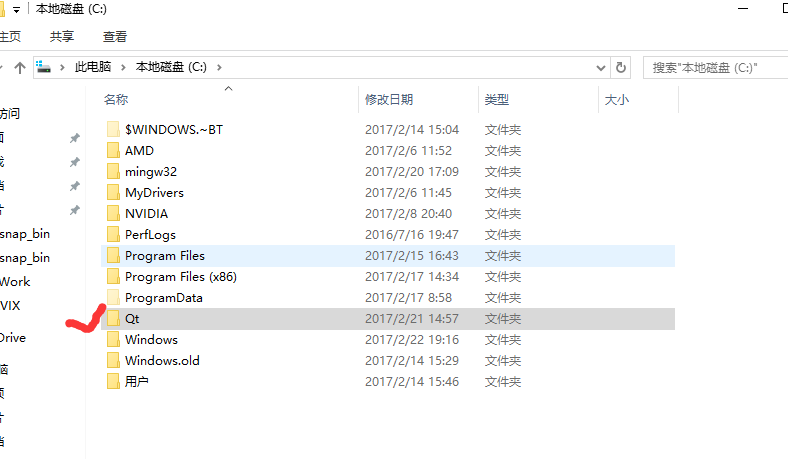 本地磁盘 (C:)
主页 共享 查看
此电脑 本地磁盘 (C:) 搜索"本地磁盘 (C:)"
名称 修改日期 类型 大小
访问
$WINDOWS.~BT 2017/2/14 15:04 文件夹
AMD 2017/2/6 11:52 文件夹
mingw32 2017/2/20 17:09 文件夹
MyDrivers 2017/2/6 11:45 文件夹
NVIDIA 2017/2/8 20:40 文件夹
snap_bin PerfLogs 2016/7/16 19:47 文件夹
snap_bin Program Files 2017/2/15 16:43 文件夹
Work Program Files (x86) 2017/2/17 14:34 文件夹
VIX ProgramData 2017/2/17 8:58 文件夹
Qt 2017/2/21 14:57 文件夹
Drive Windows 2017/2/22 19:16 文件夹
Windows.old 2017/2/14 15:29 文件夹
用户 2017/2/14 15:46 文件夹